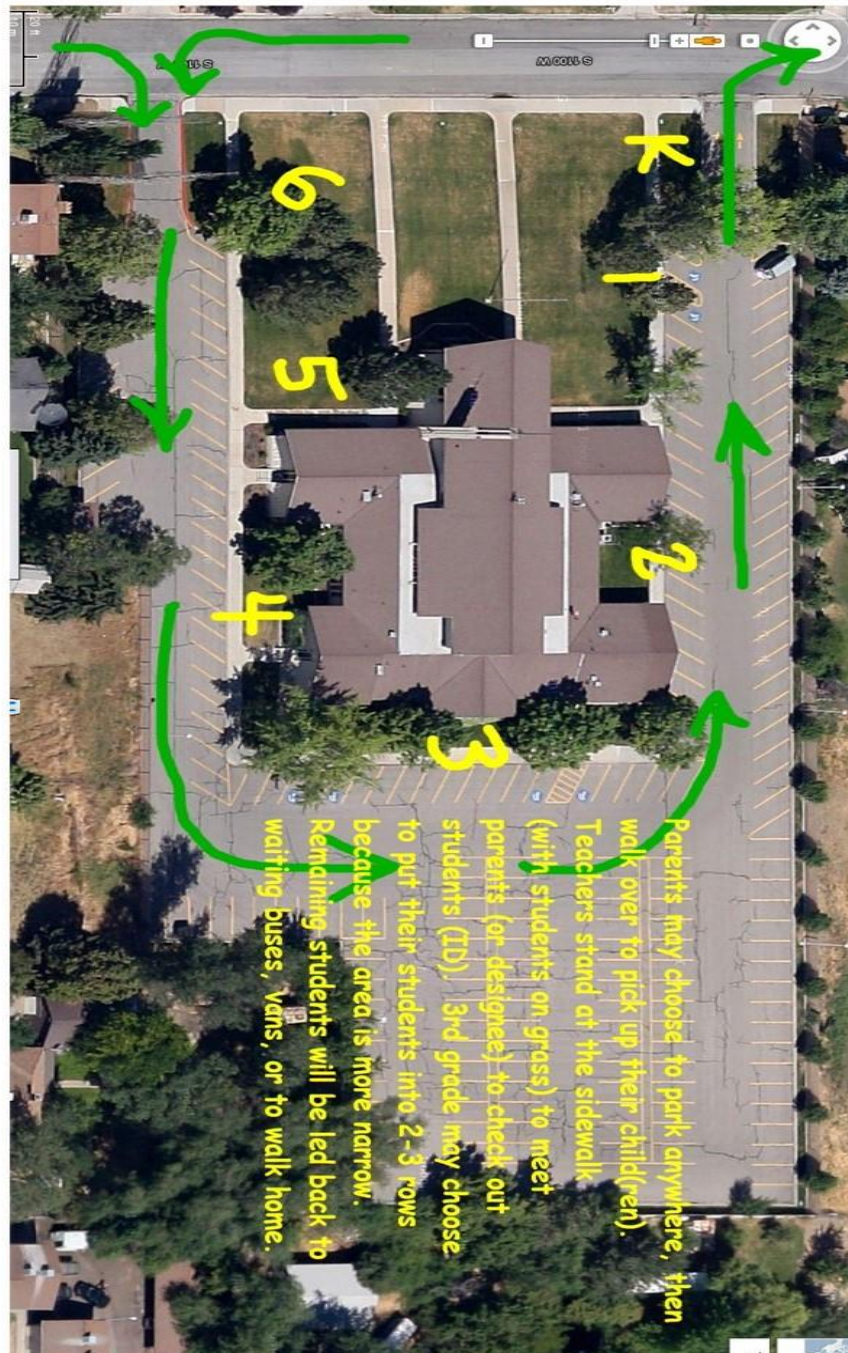 S 1100 W
K
1
2
3
4
5
6
Parents may choose to park anywhere, then
walk over to pick up their child(ren).
Teachers stand at the sidewalk
(with students on grass) to meet
parents (or designee) to check out
students (ID). 3rd grade may choose
to put their students into 2-3 rows
because the area is more narrow.
Remaining students will be led back to
waiting buses, vans, or to walk home.
20 ft